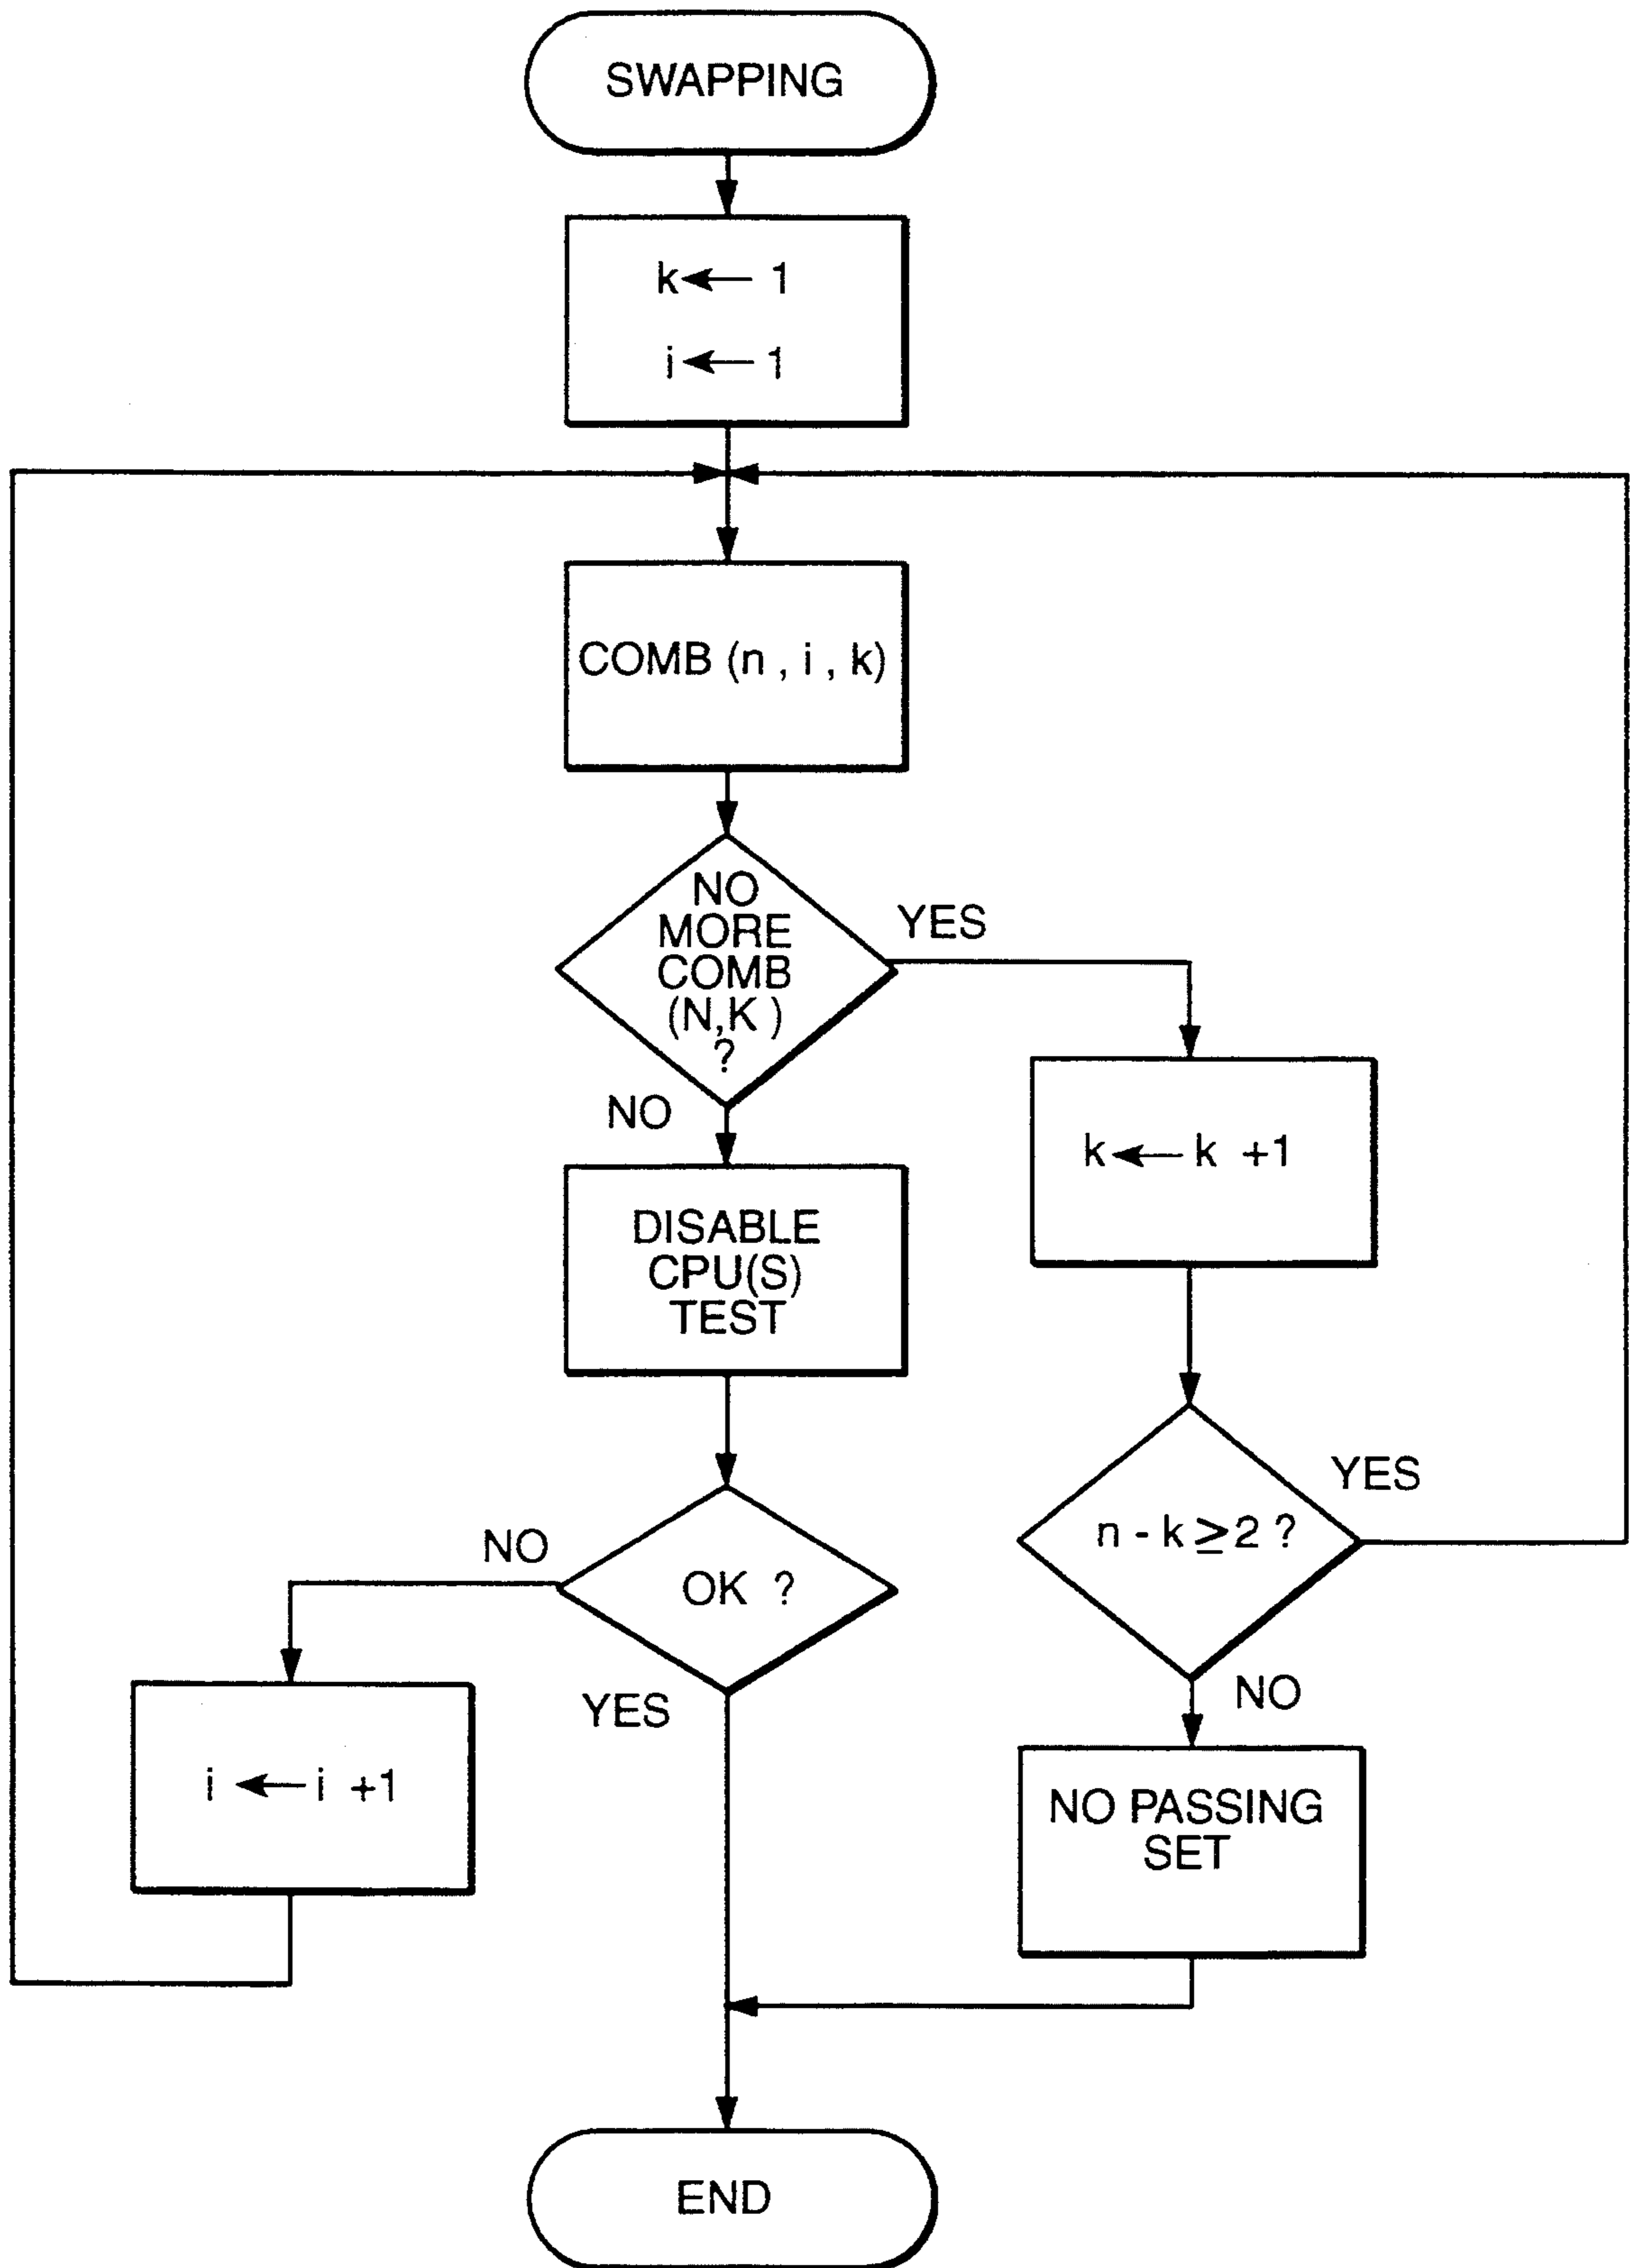 SWAPPING
k ← 1
i ← 1
COMB (n , i , k)
NO
MORE
COMB
(N,K )
?
YES
NO
k ← k +1
DISABLE
CPU(S)
TEST
n - k ≥ 2 ?
YES
NO
OK ?
NO
YES
i ← i +1
NO PASSING
SET
END